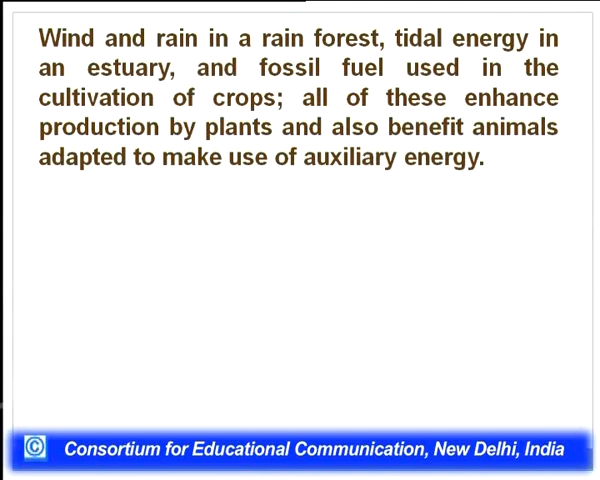 Wind and rain in a rain forest, tidal energy in
an estuary, and fossil fuel used in the
cultivation of crops; all of these enhance
production by plants and also benefit animals
adapted to make use of auxiliary energy.
© Consortium for Educational Communication, New Delhi, India